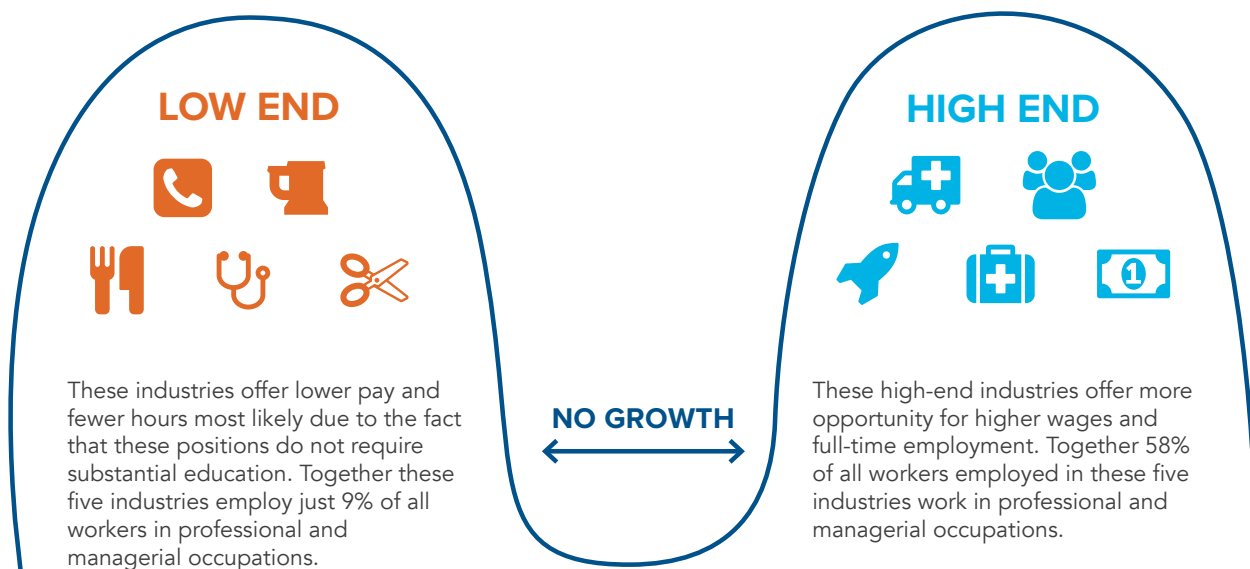 LOW END
These industries offer lower pay and
fewer hours most likely due to the fact
that these positions do not require
substantial education. Together these
five industries employ just 9% of all
workers in professional and
managerial occupations.
NO GROWTH
HIGH END
1
These high-end industries offer more
opportunity for higher wages and
full-time employment. Together 58%
of all workers employed in these five
industries work in professional and
managerial occupations.